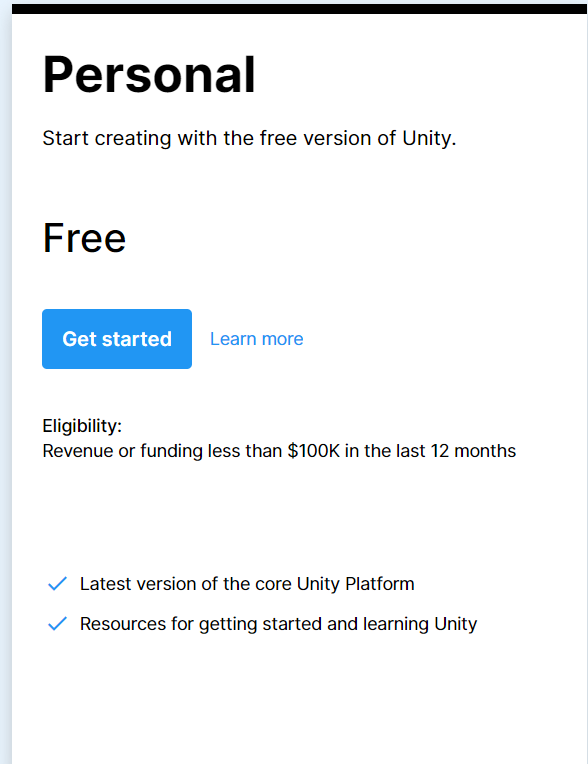 Personal
Start creating with the free version of Unity.
Free
Get started
Learn more
Eligibility:
Revenue or funding less than $100K in the last 12 months
Latest version of the core Unity Platform
Resources for getting started and learning Unity